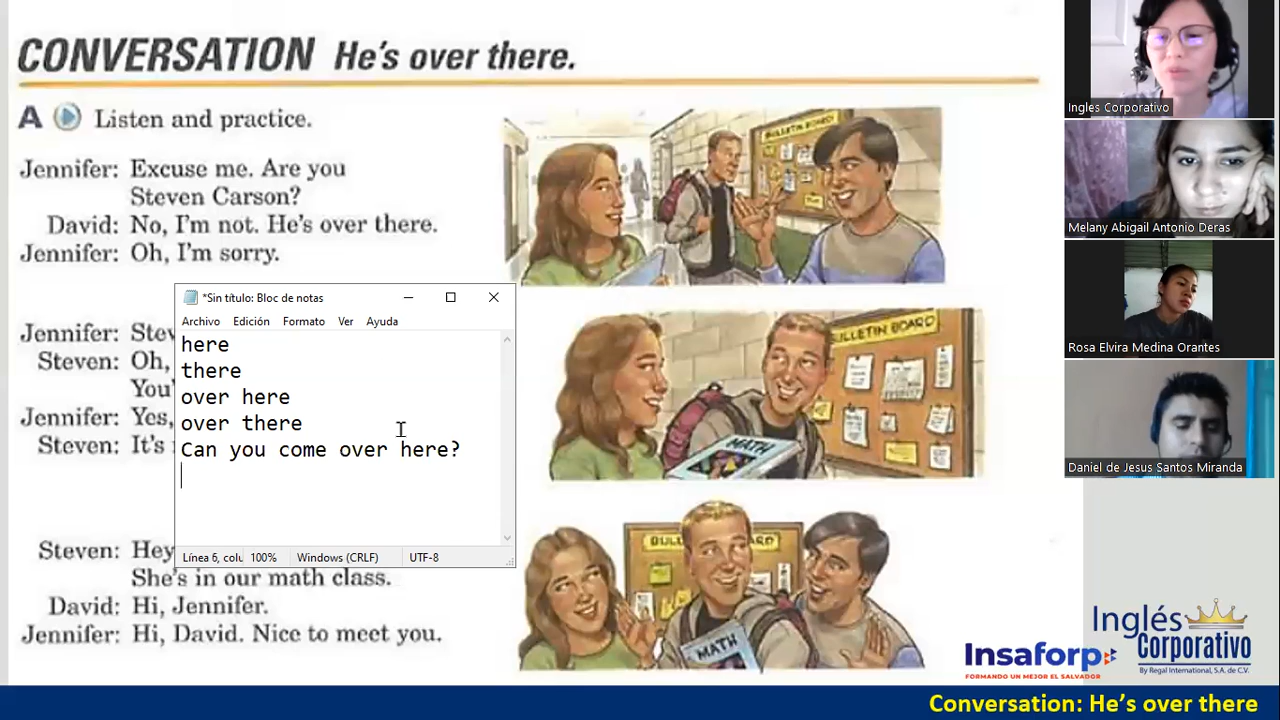 CONVERSATION He's over there.
A Listen and practice.
Jennifer: Excuse me. Are you
Steven Carson?
David: No, I'm not. He's over there.
Jennifer: Oh, I'm sorry.
BULLETIN BOARD
*Sin título: Bloc de notas
Archivo Edición Formato Ver Ayuda
here
there
over here
over there
Can you come over here?
Línea 6, colu 100% Windows (CRLF) UTF-8
Jennifer:
Steven: Oh,
Jennifer: Yes,
Steven: It's
BULLETIN BOARD
MATH
Steven: Hey
She's in our math class.
David: Hi, Jennifer.
Jennifer: Hi, David. Nice to meet you.
MATH
Ingles Corporativo
Melany Abigail Antonio Deras
Rosa Elvira Medina Orantes
Daniel de Jesus Santos Miranda
Insaforp
FORMANDO UN MEJOR EL SALVADOR
Inglés
Corporativo
By Regal International, S.A. de C.V.
Conversation: He's over there